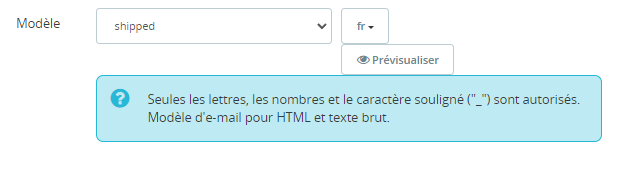 Modèle
shipped
fr
Prévisualiser
Seules les lettres, les nombres et le caractère souligné ("_") sont autorisés.
Modèle d'e-mail pour HTML et texte brut.